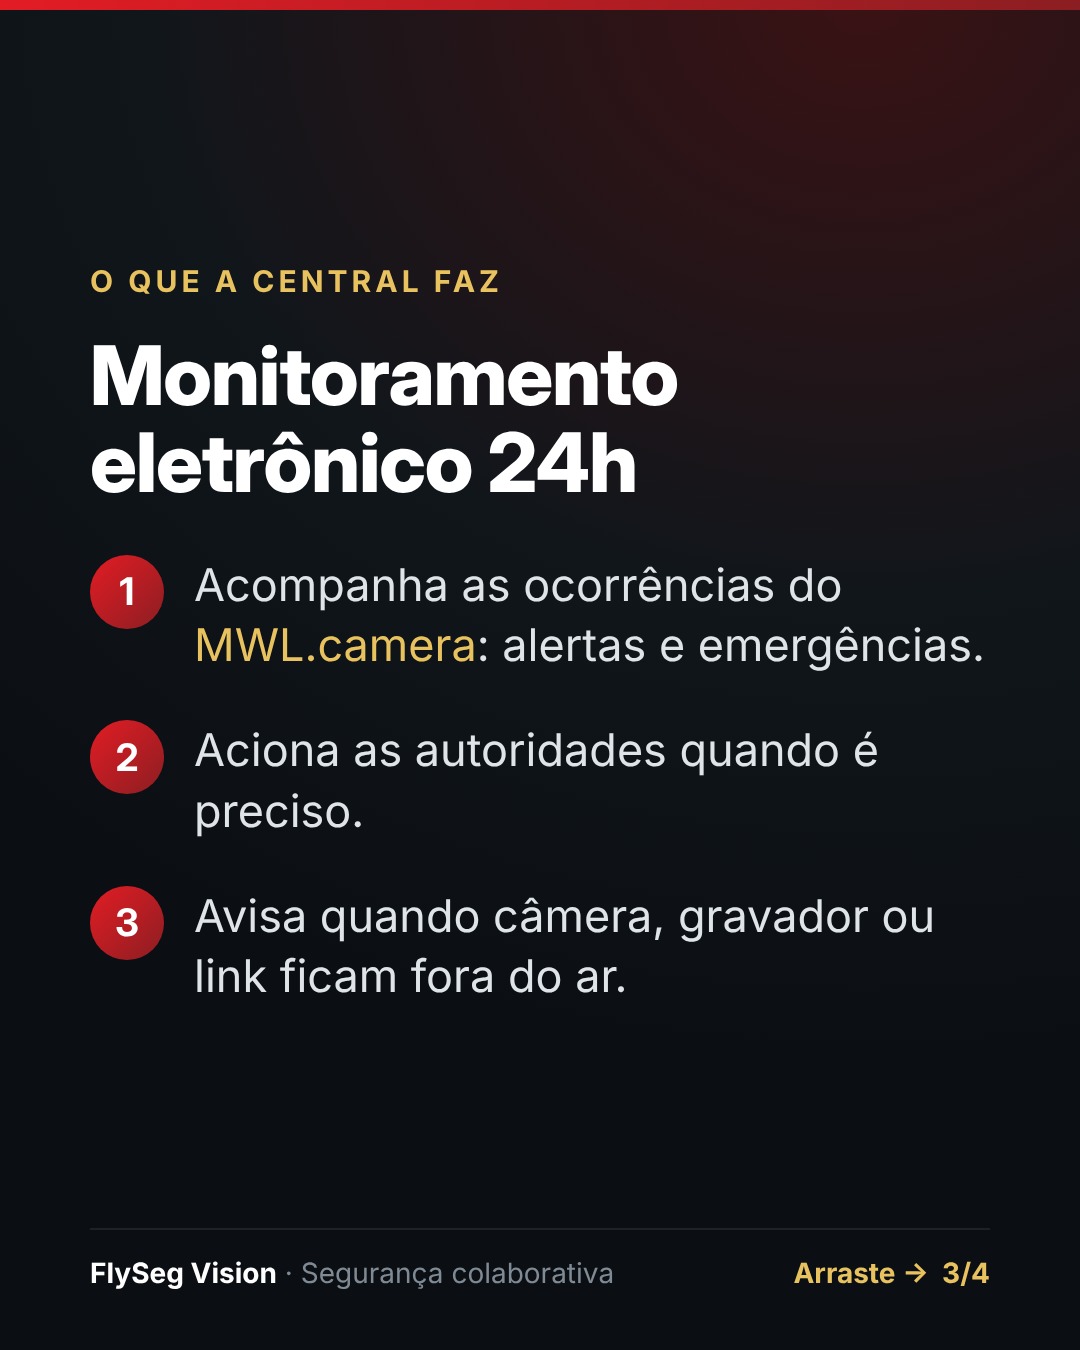 O QUE A CENTRAL FAZ
Monitoramento
eletrônico 24h
1 Acompanha as ocorrências do
MWL.camera: alertas e emergências.
2 Aciona as autoridades quando é
preciso.
3 Avisa quando câmera, gravador ou
link ficam fora do ar.
FlySeg Vision · Segurança colaborativa Arraste → 3/4